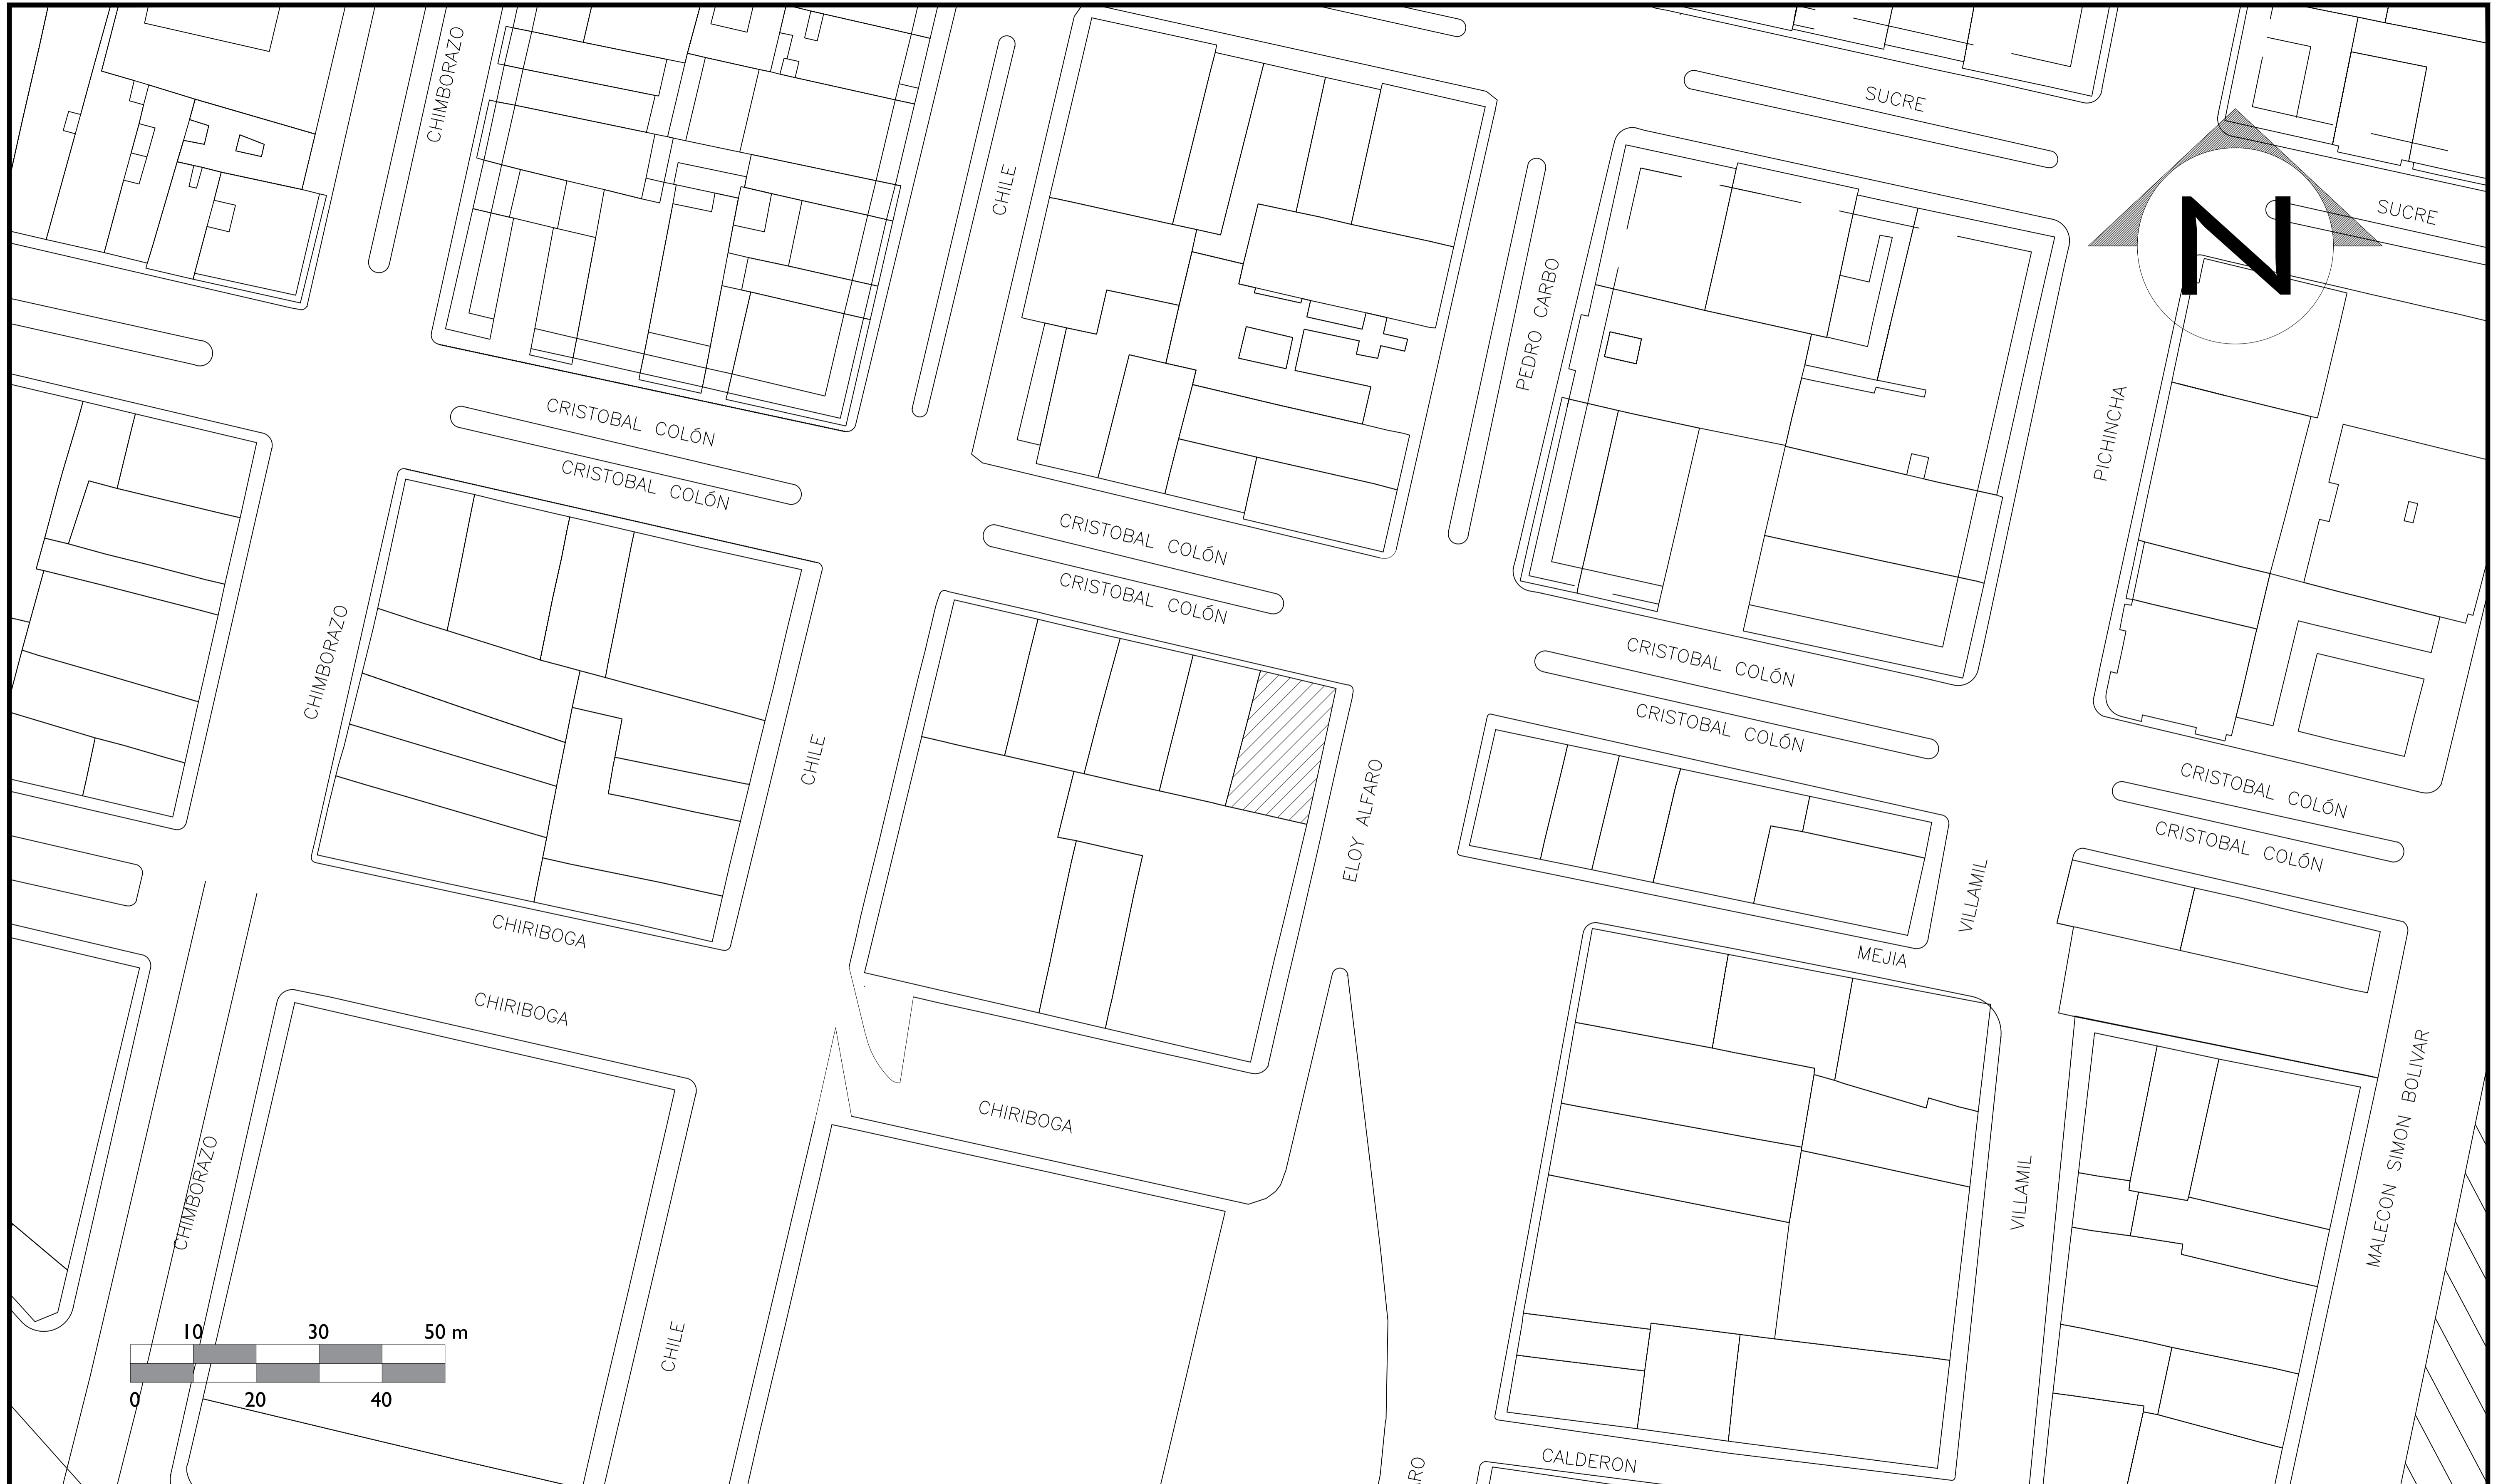 CHIMBORAZO
SUCRE
CHILE
SUCRE
N
PEDRO CARBO
PICHINCHA
CRISTOBAL COLÓN
CRISTOBAL COLÓN
CRISTOBAL COLÓN
CRISTOBAL COLÓN
CRISTOBAL COLÓN
CRISTOBAL COLÓN
CHIMBORAZO
CHILE
ELOY ALFARO
CRISTOBAL COLÓN
CRISTOBAL COLÓN
VILLAMIL
CHIRIBOGA
MEJIA
CHIRIBOGA
CHIRIBOGA
CHIMBORAZO
VILLAMIL
MALECON SIMON BOLIVAR
CHILE
10 30 50 m
0 20 40
CALDERON
RO